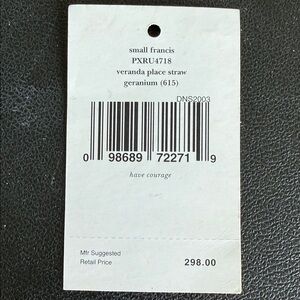 small francis
PXRU4718
veranda place straw
geranium (615)
DNS2003
0 98689 72271 9
have courage
Mfr Suggested
Retail Price 298.00